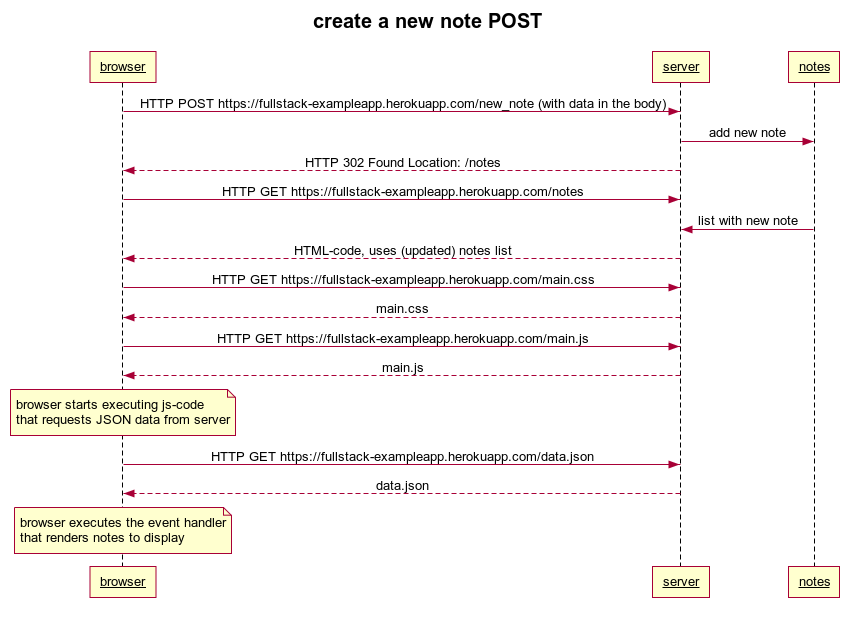 create a new note POST
browser
server
notes
HTTP POST https://fullstack-exampleapp.herokuapp.com/new_note (with data in the body)
add new note
HTTP 302 Found Location: /notes
HTTP GET https://fullstack-exampleapp.herokuapp.com/notes
list with new note
HTML-code, uses (updated) notes list
HTTP GET https://fullstack-exampleapp.herokuapp.com/main.css
main.css
HTTP GET https://fullstack-exampleapp.herokuapp.com/main.js
main.js
browser starts executing js-code
that requests JSON data from server
HTTP GET https://fullstack-exampleapp.herokuapp.com/data.json
data.json
browser executes the event handler
that renders notes to display
browser
server
notes